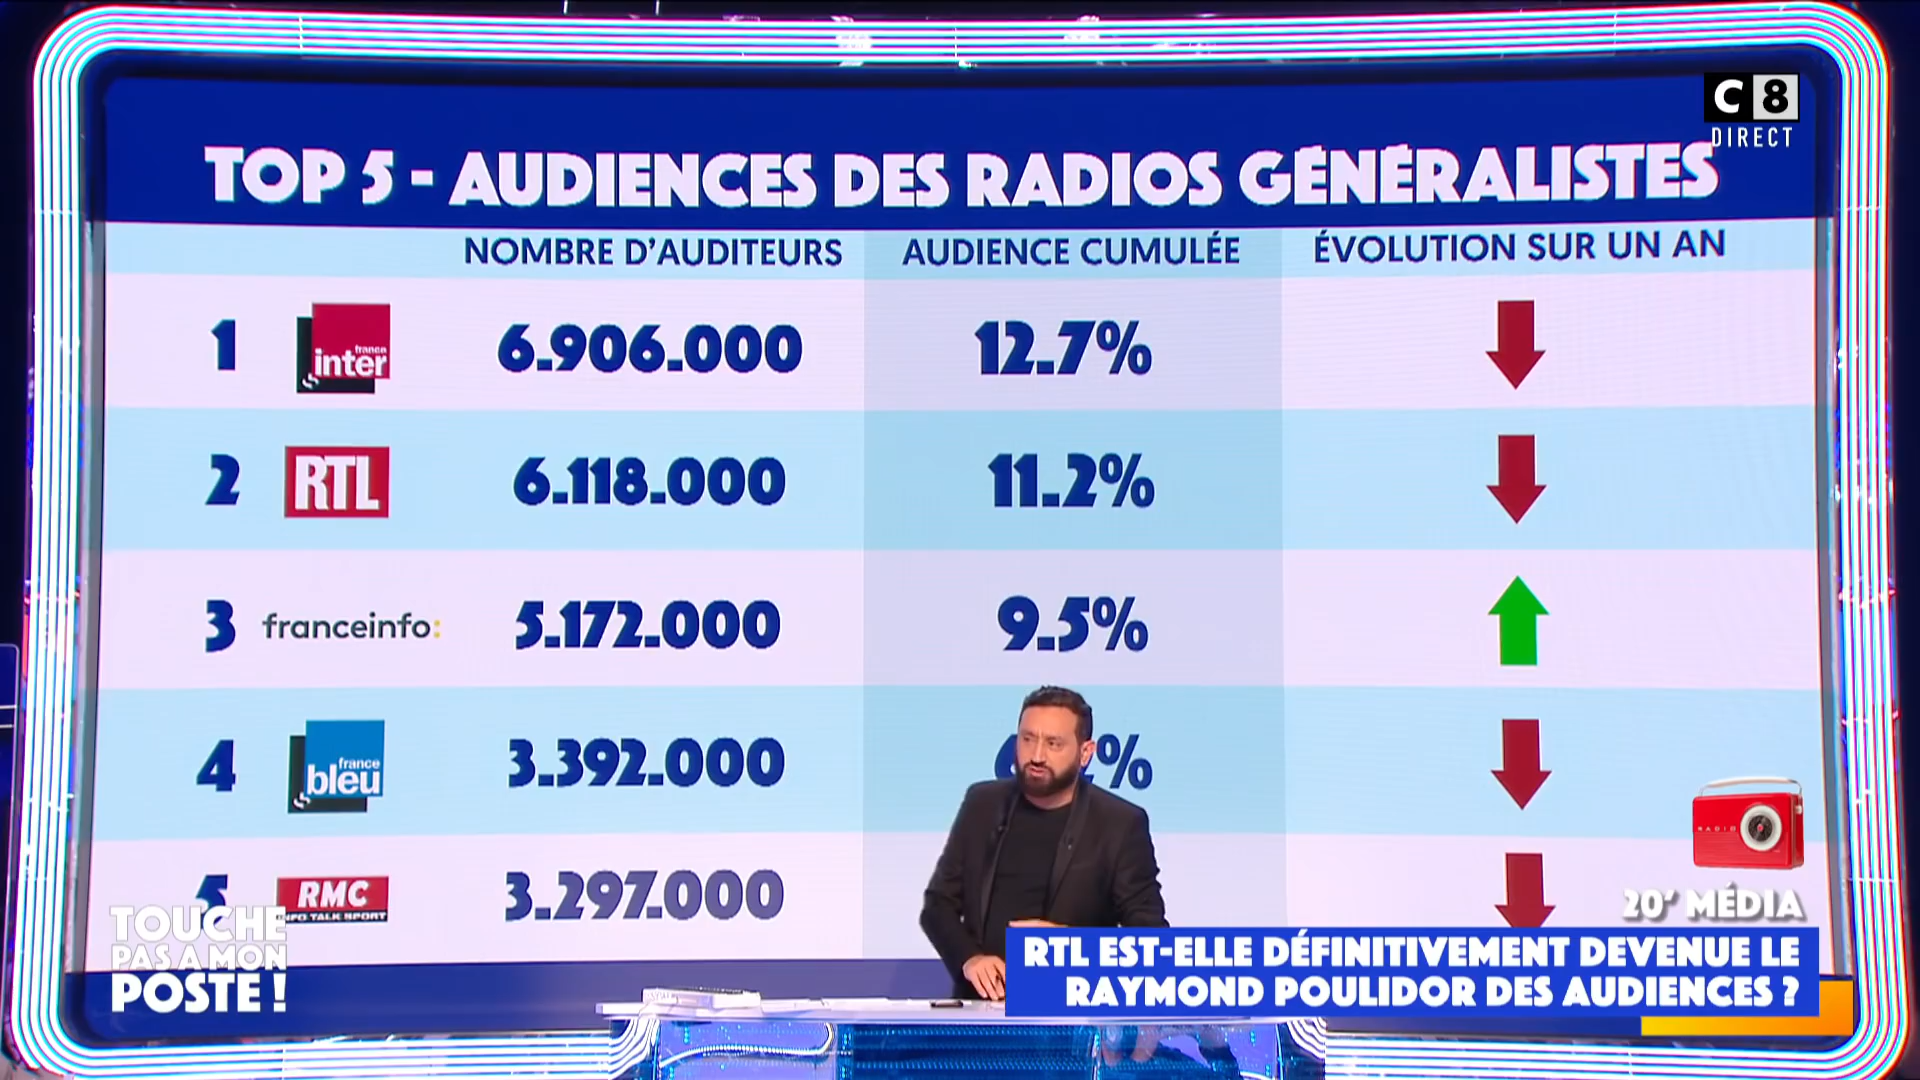 C8
DIRECT
TOP 5 - AUDIENCES DES RADIOS GÉNÉRALISTES
NOMBRE D'AUDITEURS AUDIENCE CUMULÉE ÉVOLUTION SUR UN AN
1 france inter 6.906.000 12.7%
2 RTL 6.118.000 11.2%
3 franceinfo: 5.172.000 9.5%
4 france bleu 3.392.000 %
5 RMC 3.297.000
INFO TALK SPORT
RADIO
TOUCHE
PAS A MON
POSTE !
20' MÉDIA
RTL EST-ELLE DÉFINITIVEMENT DEVENUE LE
RAYMOND POULIDOR DES AUDIENCES ?